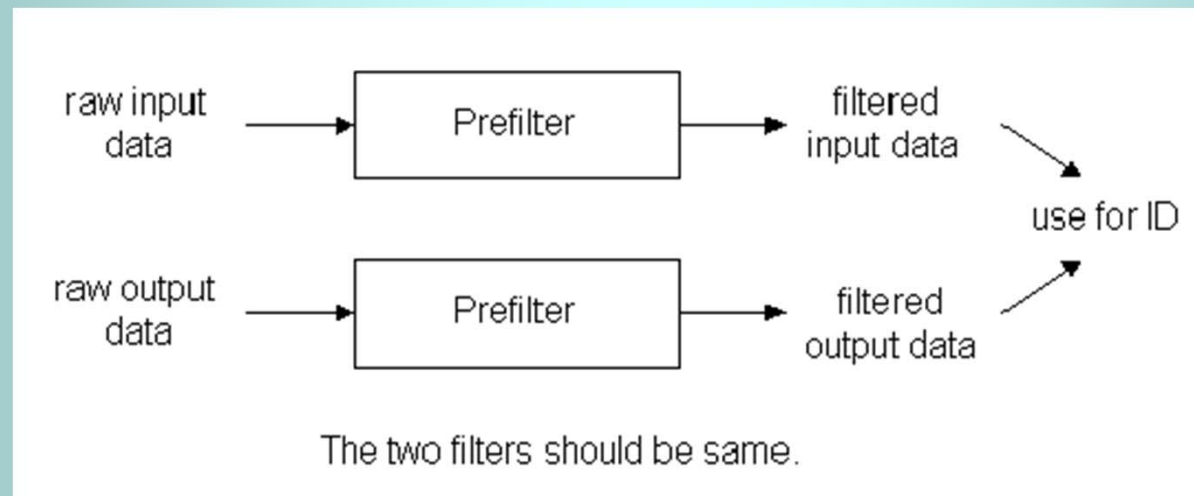 raw input
data
Prefilter
filtered
input data
use for ID
raw output
data
Prefilter
filtered
output data
The two filters should be same.